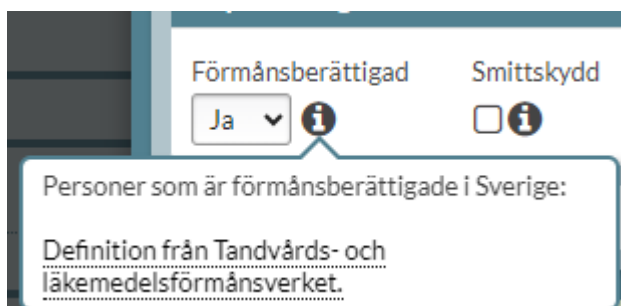 Förmånsberättigad Smittskydd
Ja
Personer som är förmånsberättigade i Sverige:
Definition från Tandvårds- och
läkemedelsförmånsverket.